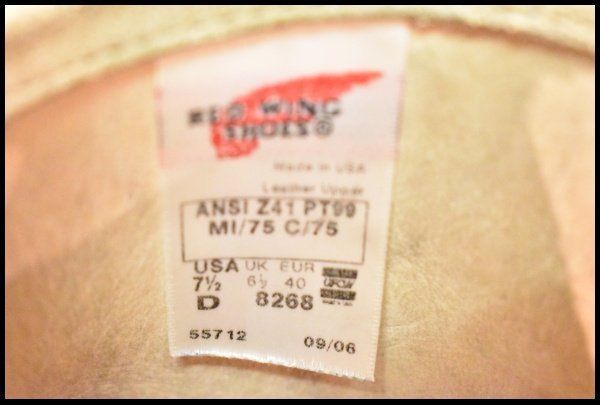 RED WING
SHOES®
Made in USA
Leather Upper
ANSI Z41 PT99
MI/75 C/75
USA UK EUR
7½ 6½ 40
D 8268
UFCW
55712 09/06